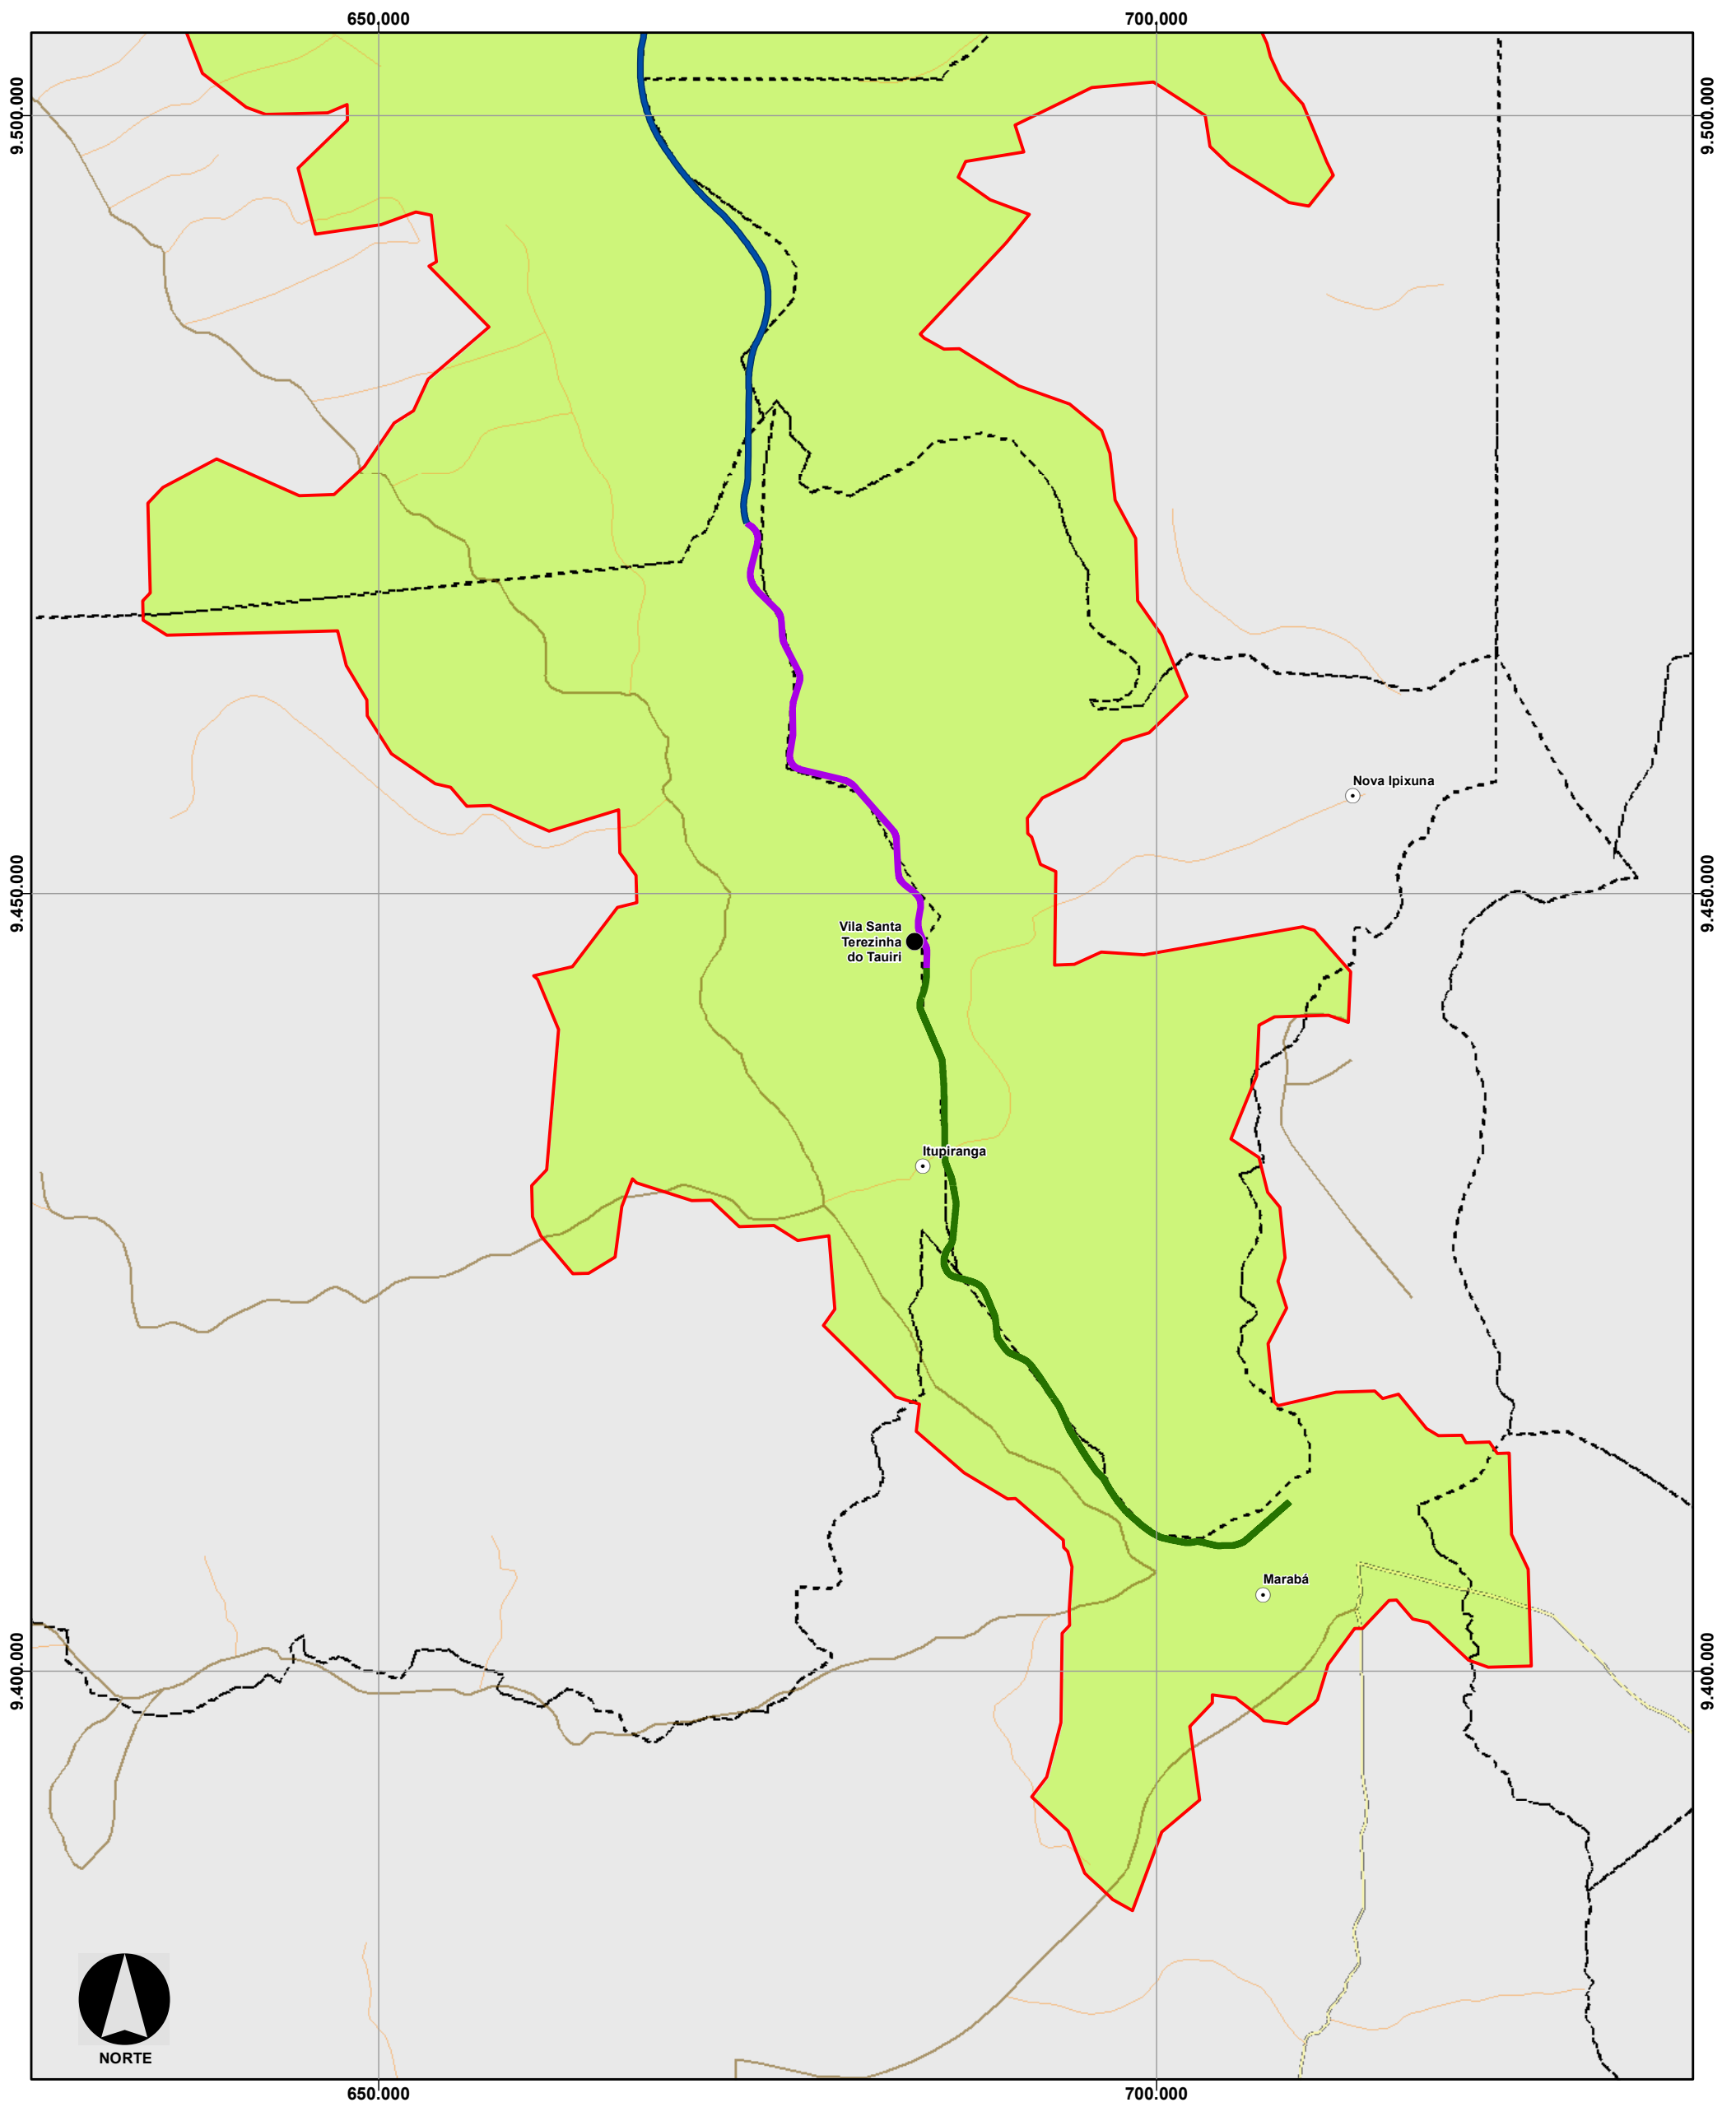 650.000 700.000
9.500.000 9.500.000
Nova Ipixuna
9.450.000 9.450.000
Vila Santa
Terezinha
do Tauiri
Itupiranga
Marabá
9.400.000 9.400.000
NORTE
650.000 700.000